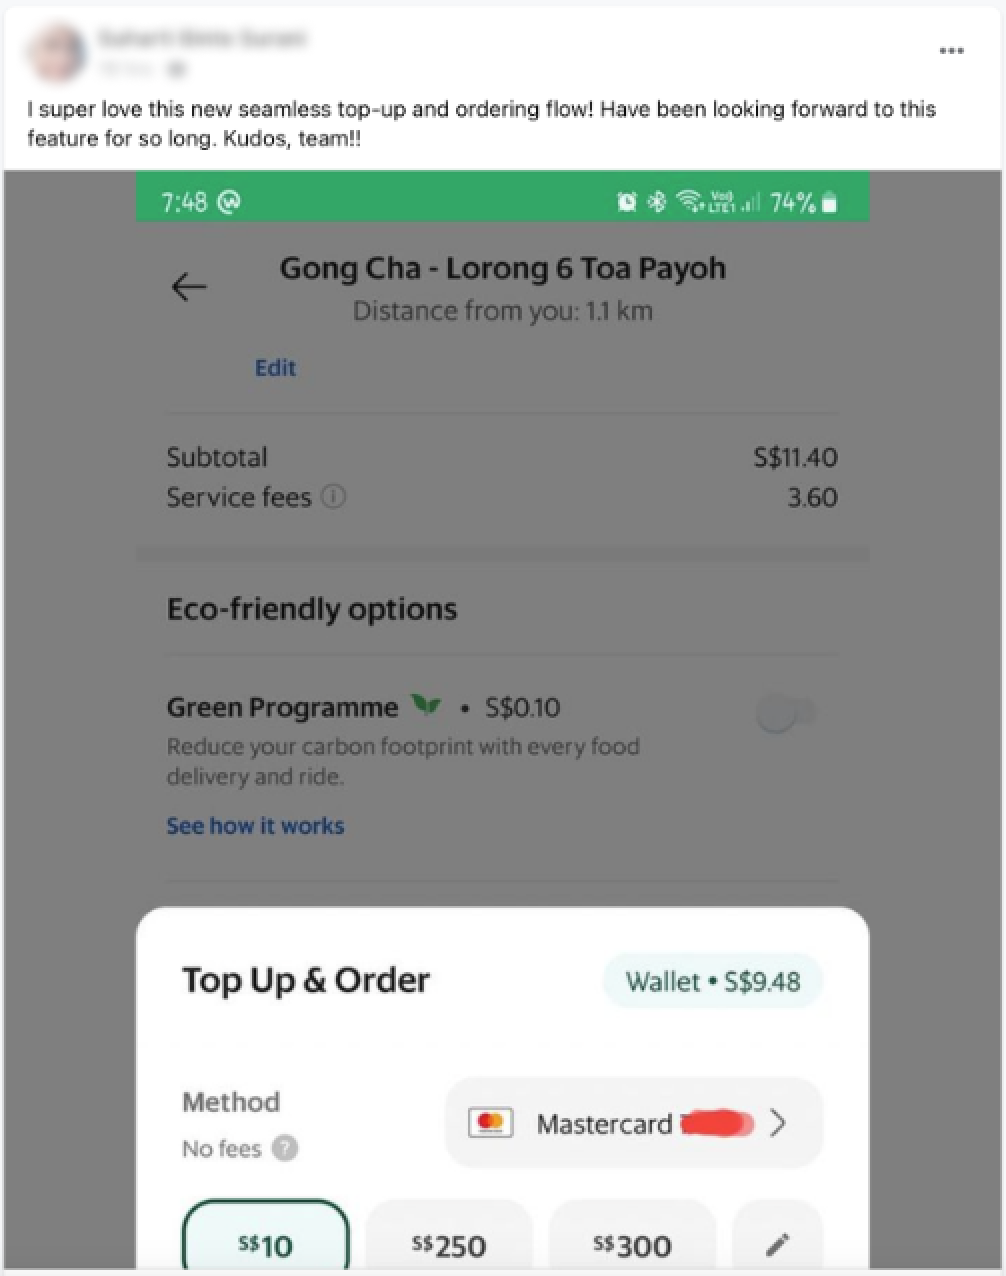 I super love this new seamless top-up and ordering flow! Have been looking forward to this
feature for so long. Kudos, team!!
7:48 74%
Gong Cha - Lorong 6 Toa Payoh
Distance from you: 1.1 km
Edit
Subtotal S$11.40
Service fees 3.60
Eco-friendly options
Green Programme • S$0.10
Reduce your carbon footprint with every food
delivery and ride.
See how it works
Top Up & Order Wallet • S$9.48
Method
Mastercard
No fees
S$10 S$250 S$300